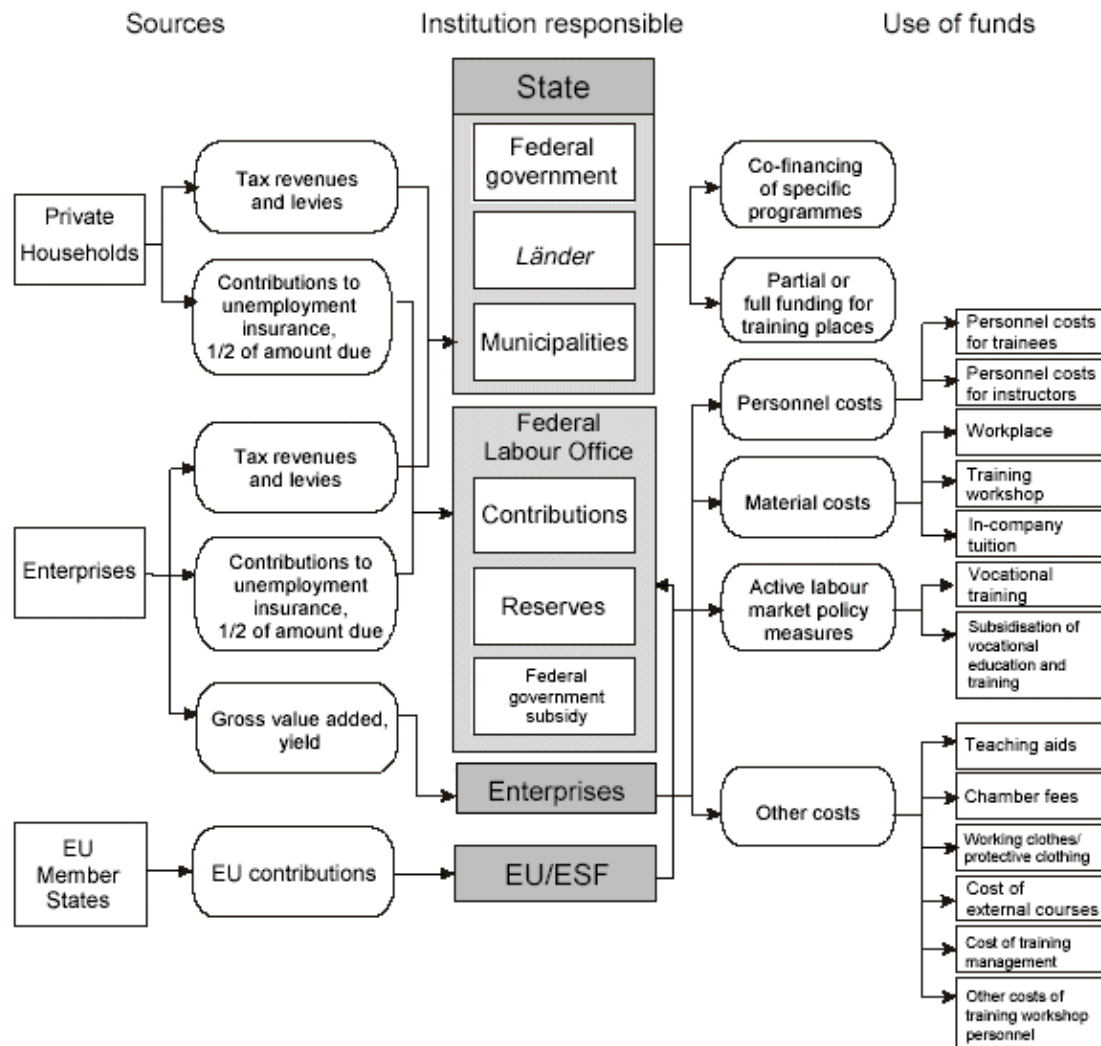 Sources
Institution responsible
Use of funds
Private
Households
Tax revenues
and levies
Contributions to
unemployment
insurance,
1/2 of amount due
Enterprises
Tax revenues
and levies
Contributions to
unemployment
insurance,
1/2 of amount due
Gross value added,
yield
EU
Member
States
EU contributions
State
Federal
government
Länder
Municipalities
Federal
Labour Office
Contributions
Reserves
Federal
government
subsidy
Enterprises
EU/ESF
Co-financing
of specific
programmes
Partial or
full funding for
training places
Personnel costs
Material costs
Active labour
market policy
measures
Other costs
Personnel costs
for trainees
Personnel costs
for instructors
Workplace
Training
workshop
In-company
tuition
Vocational
training
Subsidisation of
vocational
education and
training
Teaching aids
Chamber fees
Working clothes/
protective clothing
Cost of
external courses
Cost of training
management
Other costs of
training workshop
personnel